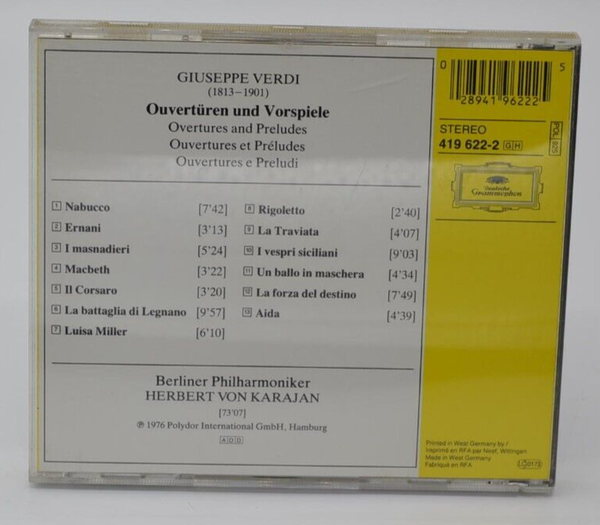 GIUSEPPE VERDI
(1813–1901)
Ouvertüren und Vorspiele
Overtures and Preludes
Ouvertures et Préludes
Ouvertures e Preludi
1 Nabucco [7'42]
2 Ernani [3'13]
3 I masnadieri [5'24]
4 Macbeth [3'22]
5 Il Corsaro [3'20]
6 La battaglia di Legnano [9'57]
7 Luisa Miller [6'10]
8 Rigoletto [2'40]
9 La Traviata [4'07]
10 I vespri siciliani [9'03]
11 Un ballo in maschera [4'34]
12 La forza del destino [7'49]
13 Aida [4'39]
Berliner Philharmoniker
HERBERT VON KARAJAN
[73'07]
℗ 1976 Polydor International GmbH, Hamburg
ADD
0 28941 96222 5
STEREO
419 622-2 GH
POL 925
Deutsche
Grammophon
Printed in West Germany by /
Imprimé en RFA par Neef, Wittingen
Made in West Germany
Fabriqué en RFA